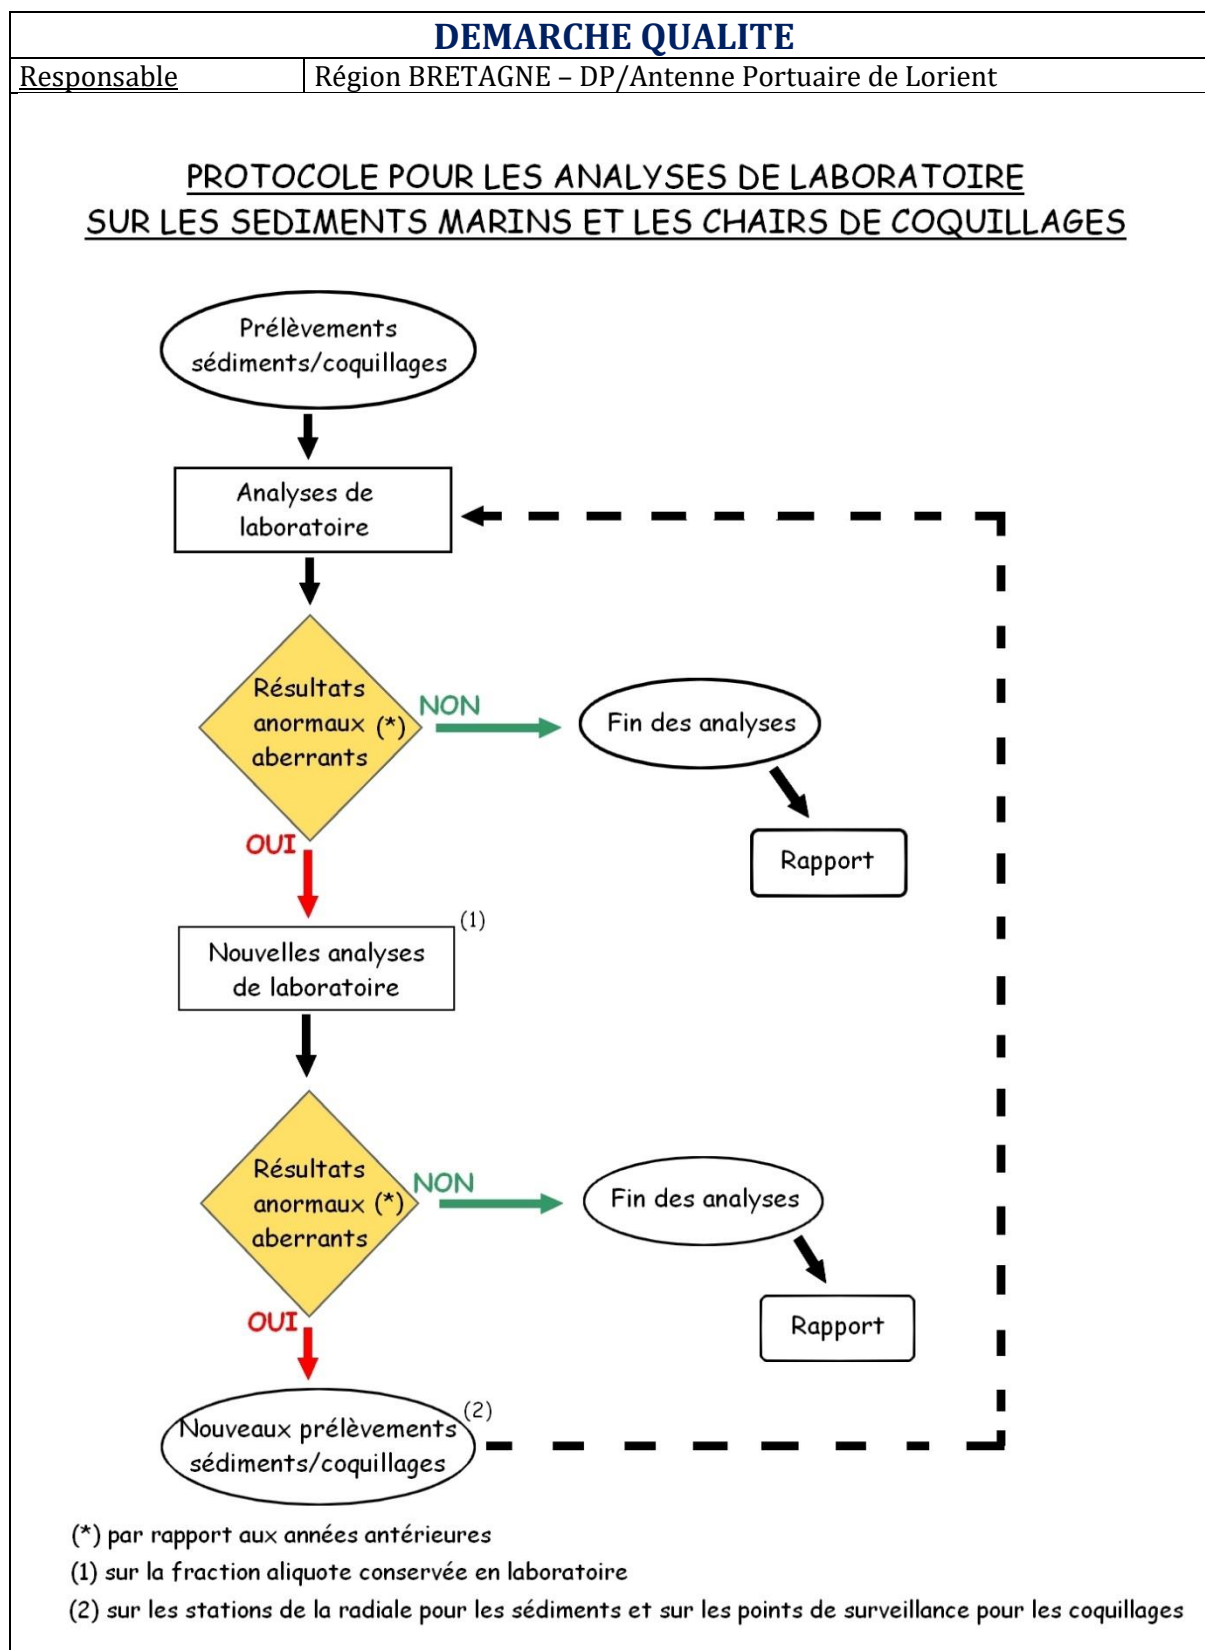 DEMARCHE QUALITE
Responsable
Région BRETAGNE – DP/Antenne Portuaire de Lorient
PROTOCOLE POUR LES ANALYSES DE LABORATOIRE
SUR LES SEDIMENTS MARINS ET LES CHAIRS DE COQUILLAGES
Prélèvements
sédiments/coquillages
Analyses de
laboratoire
Résultats
anormaux (*)
aberrants
NON
Fin des analyses
Rapport
OUI
Nouvelles analyses
de laboratoire
(1)
Résultats
anormaux (*)
aberrants
NON
Fin des analyses
Rapport
OUI
Nouveaux prélèvements
sédiments/coquillages
(2)
(*) par rapport aux années antérieures
(1) sur la fraction aliquote conservée en laboratoire
(2) sur les stations de la radiale pour les sédiments et sur les points de surveillance pour les coquillages